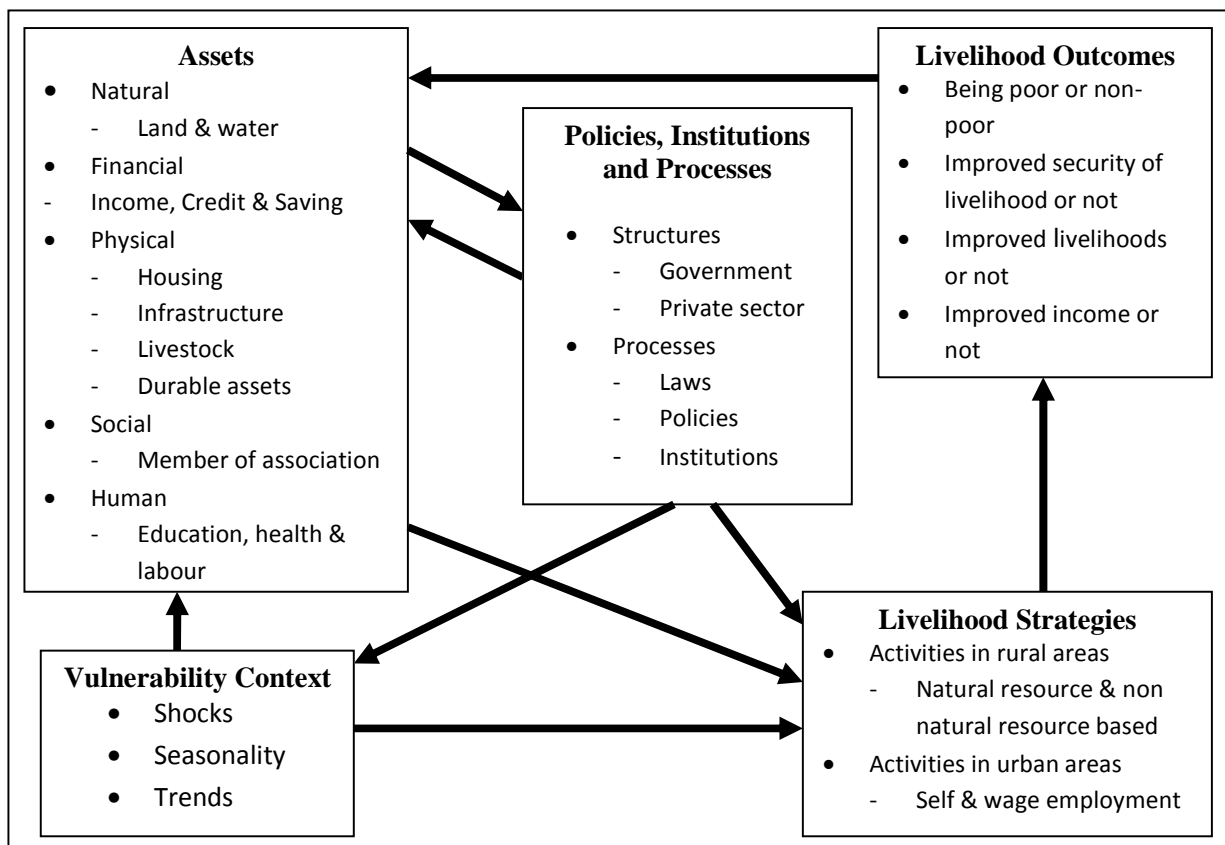 Assets
• Natural
- Land & water
• Financial
- Income, Credit & Saving
• Physical
- Housing
- Infrastructure
- Livestock
- Durable assets
• Social
- Member of association
• Human
- Education, health &
labour
Policies, Institutions
and Processes
• Structures
- Government
- Private sector
• Processes
- Laws
- Policies
- Institutions
Livelihood Outcomes
• Being poor or non-
poor
• Improved security of
livelihood or not
• Improved livelihoods
or not
• Improved income or
not
Vulnerability Context
• Shocks
• Seasonality
• Trends
Livelihood Strategies
• Activities in rural areas
- Natural resource & non
natural resource based
• Activities in urban areas
- Self & wage employment